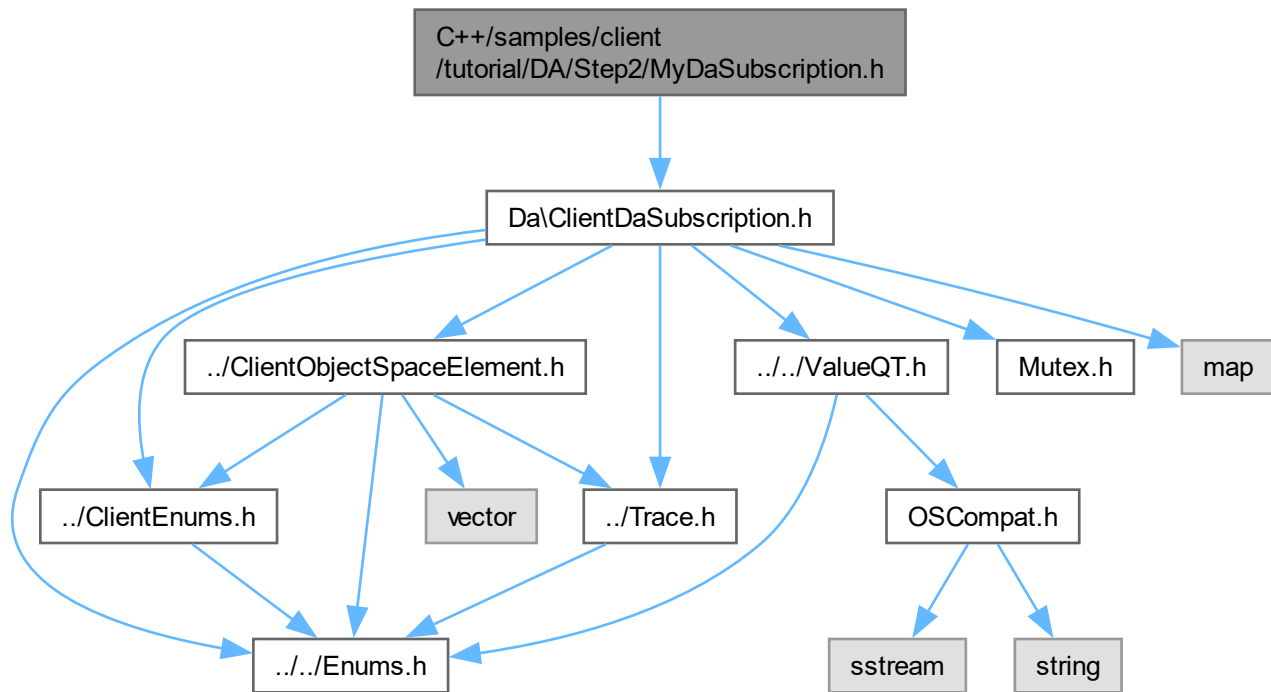 C++/samples/client
/tutorial/DA/Step2/MyDaSubscription.h
Da\ClientDaSubscription.h
../ClientObjectSpaceElement.h
../../ValueQT.h
Mutex.h
map
../ClientEnums.h
vector
../Trace.h
OSCompat.h
../../Enums.h
sstream
string